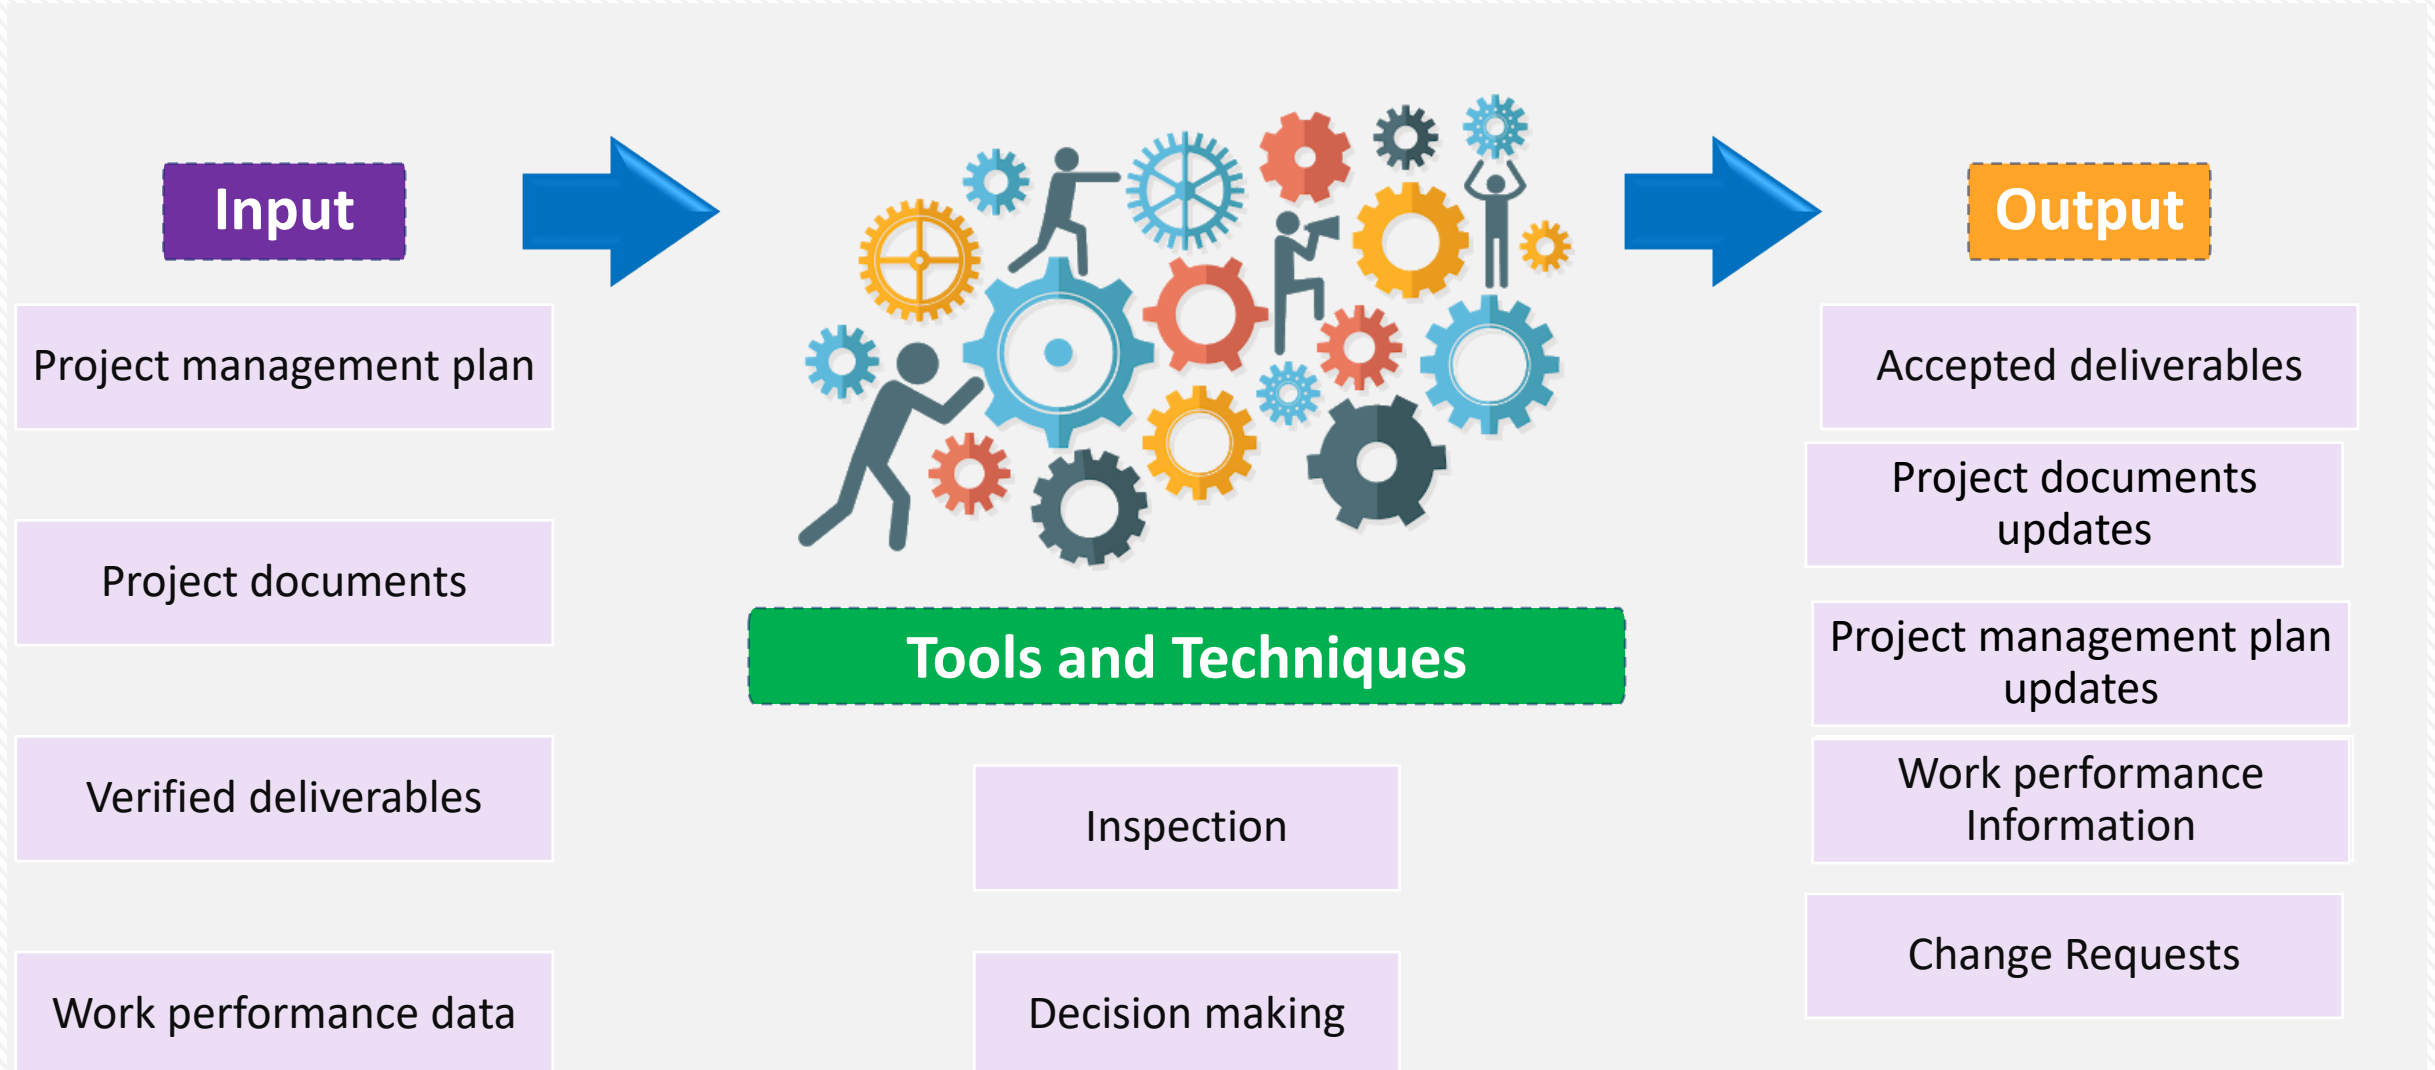 Input
Project management plan
Project documents
Verified deliverables
Work performance data
Tools and Techniques
Inspection
Decision making
Output
Accepted deliverables
Project documents
updates
Project management plan
updates
Work performance
Information
Change Requests